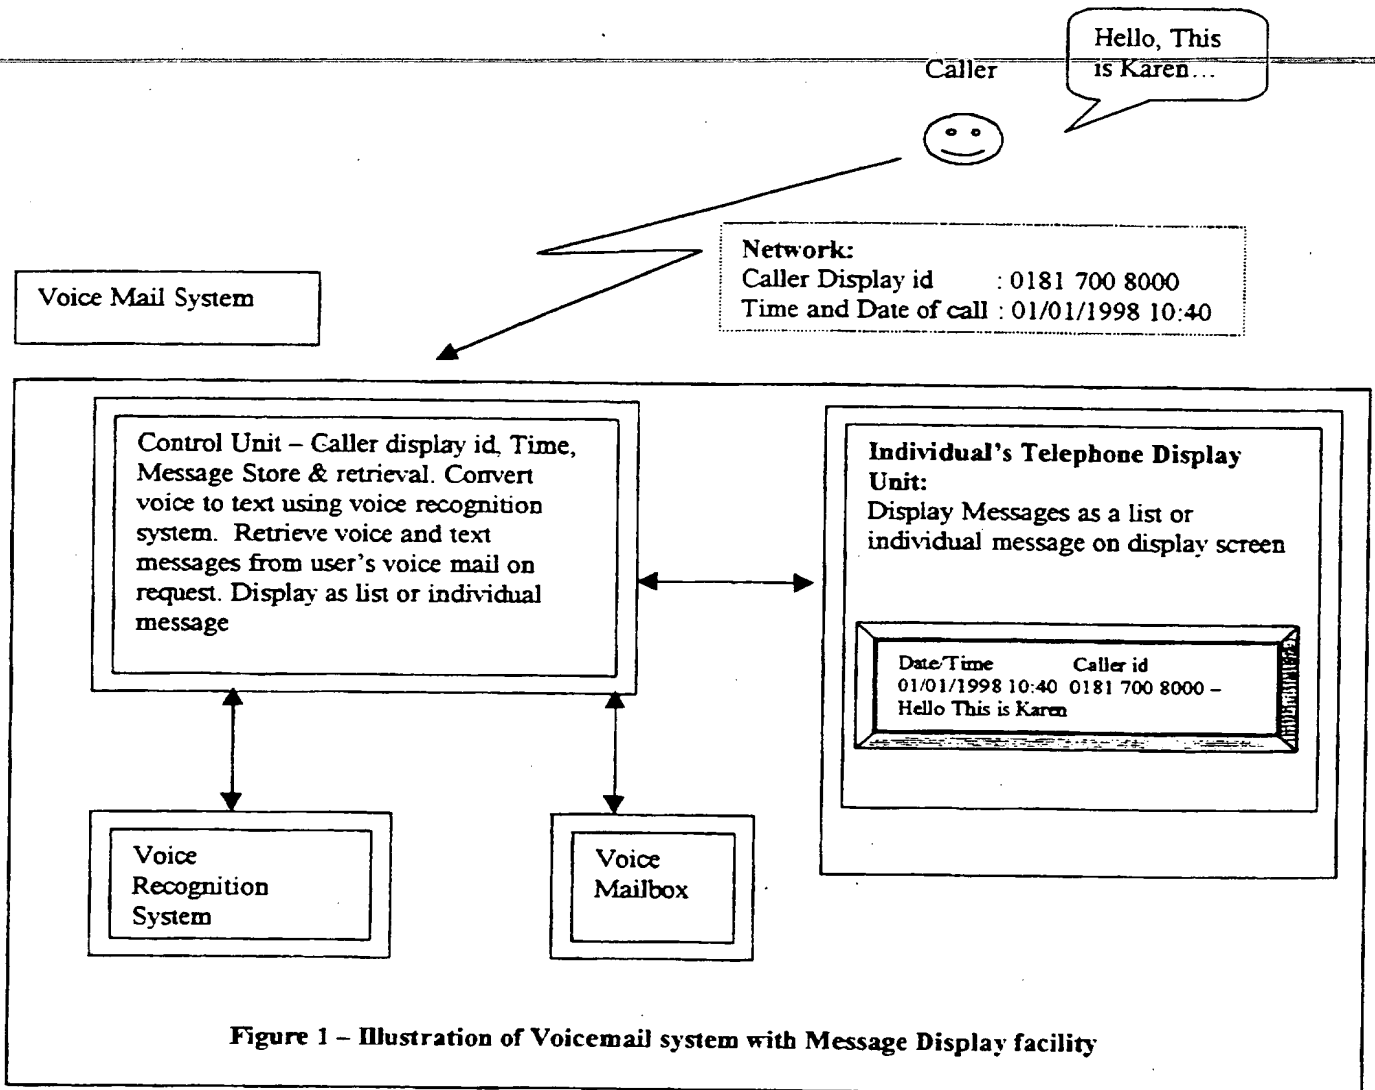 Hello, This
is Karen...
Caller
Network:
Caller Display id : 0181 700 8000
Time and Date of call : 01/01/1998 10:40
Voice Mail System
Control Unit – Caller display id, Time,
Message Store & retrieval. Convert
voice to text using voice recognition
system. Retrieve voice and text
messages from user's voice mail on
request. Display as list or individual
message
Individual's Telephone Display
Unit:
Display Messages as a list or
individual message on display screen
Date/Time Caller id
01/01/1998 10:40 0181 700 8000 –
Hello This is Karen
Voice
Recognition
System
Voice
Mailbox
Figure 1 – Illustration of Voicemail system with Message Display facility